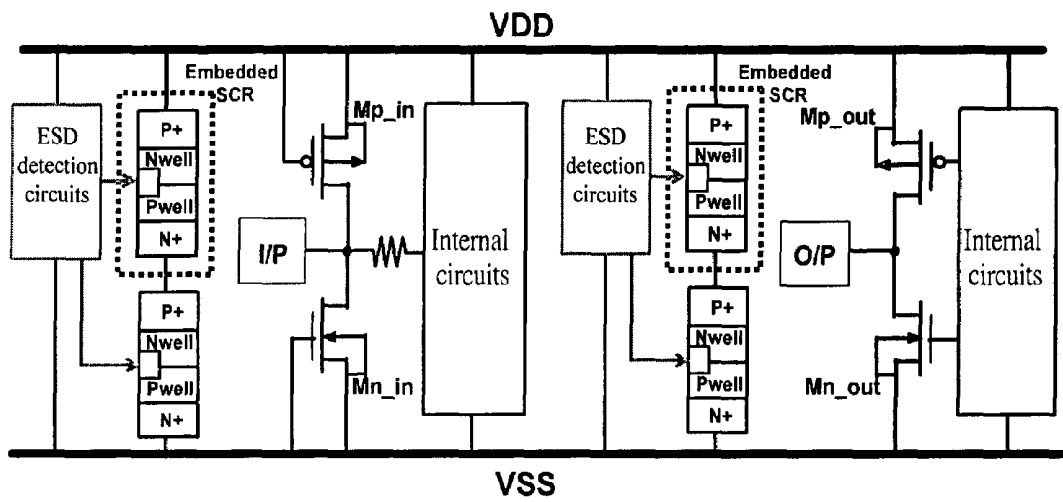 VDD
Embedded
SCR
ESD
detection
circuits
P+
Nwell
Pwell
N+
P+
Nwell
Pwell
N+
Mp_in
I/P
Mn_in
Internal
circuits
Embedded
SCR
ESD
detection
circuits
P+
Nwell
Pwell
N+
P+
Nwell
Pwell
N+
Mp_out
O/P
Mn_out
Internal
circuits
VSS